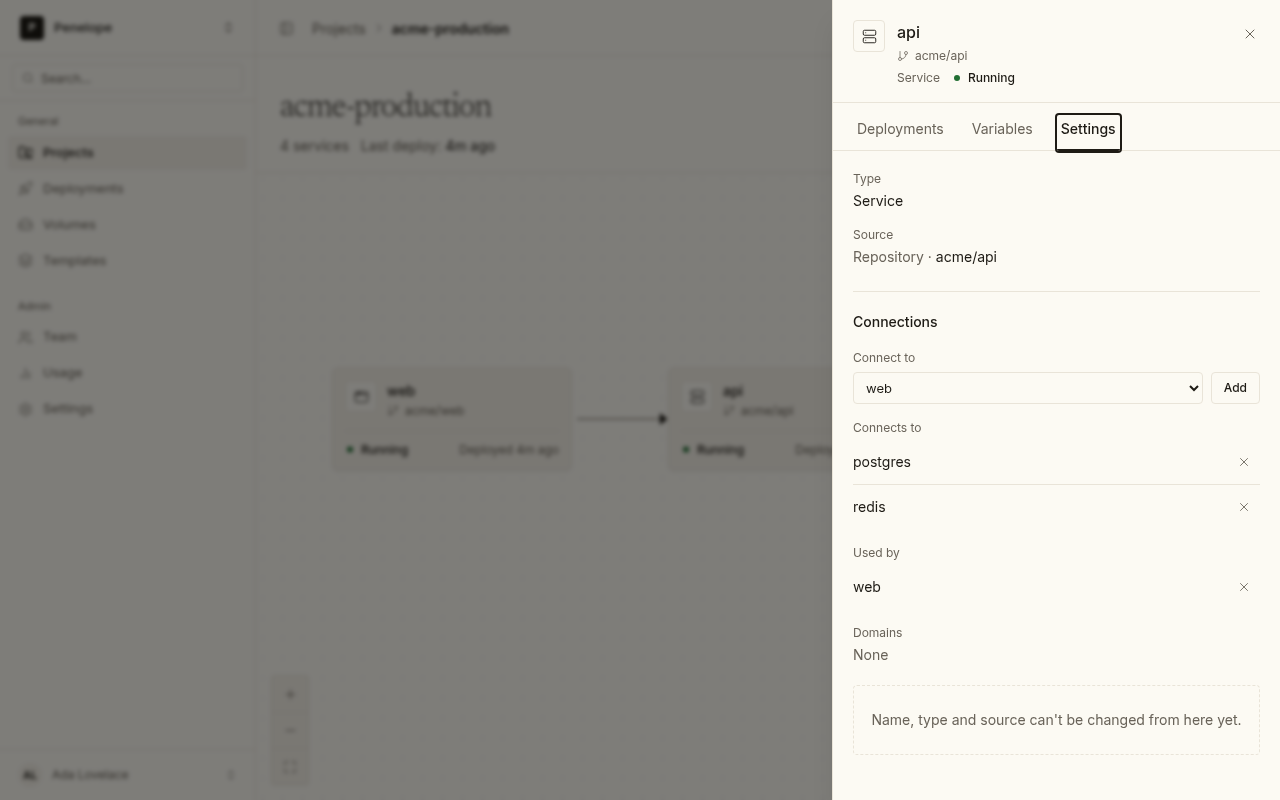 P
Penelope
Search...
General
Projects
Deployments
Volumes
Templates
Admin
Team
Usage
Settings
AL
Ada Lovelace
Projects
acme-production
acme-production
4 services Last deploy: 4m ago
web
acme/web
Running
Deployed 4m ago
api
acme/api
Running
api
acme/api
Service
Running
Deployments
Variables
Settings
Type
Service
Source
Repository · acme/api
Connections
Connect to
web
Add
Connects to
postgres
redis
Used by
web
Domains
None
Name, type and source can't be changed from here yet.